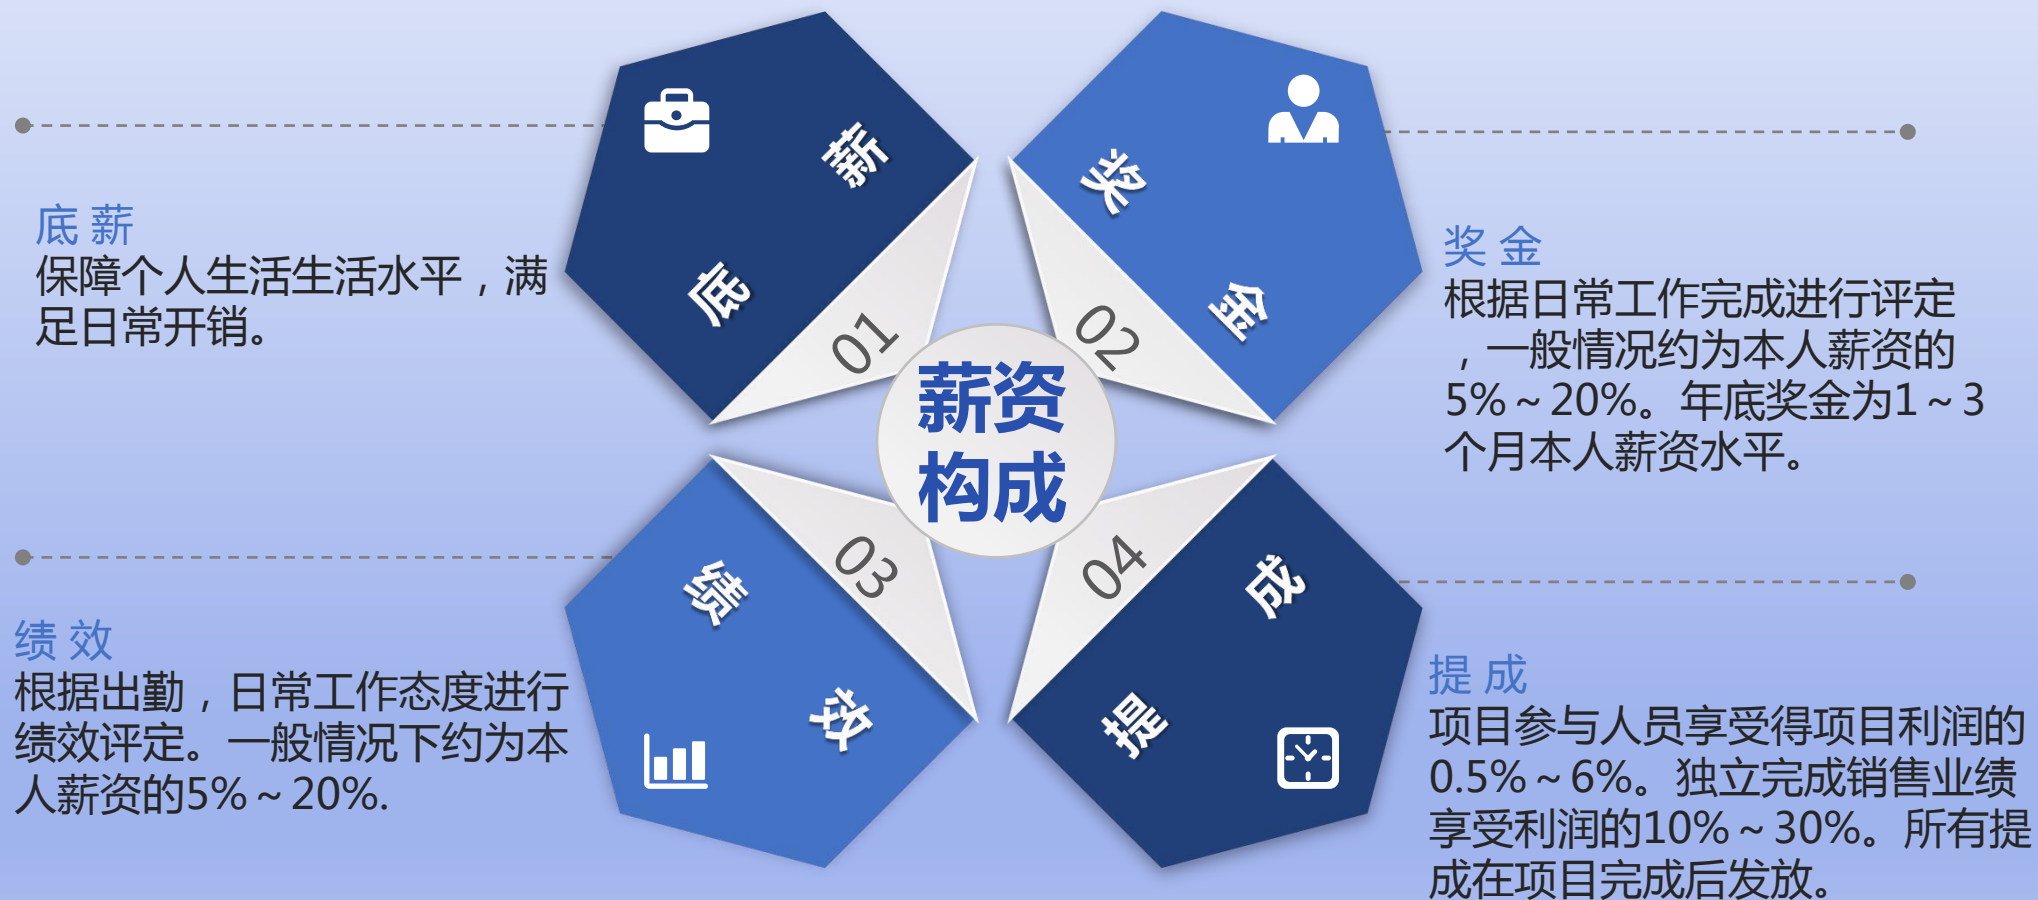 底薪
保障个人生活生活水平，满
足日常开销。
薪
底
01
奖
金
02
奖金
根据日常工作完成进行评定
，一般情况约为本人薪资的
5%～20%。年底奖金为1～3
个月本人薪资水平。
薪资
构成
绩效
根据出勤，日常工作态度进行
绩效评定。一般情况下约为本
人薪资的5%～20%.
绩
效
03
04
成
提
提成
项目参与人员享受得项目利润的
0.5%～6%。独立完成销售业绩
享受利润的10%～30%。所有提
成在项目完成后发放。